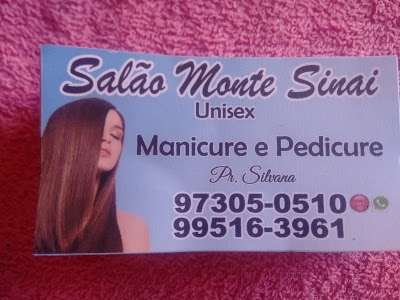 Salão Monte Sinai
Unisex
Manicure e Pedicure
Pr. Silvana
97305-0510
99516-3961